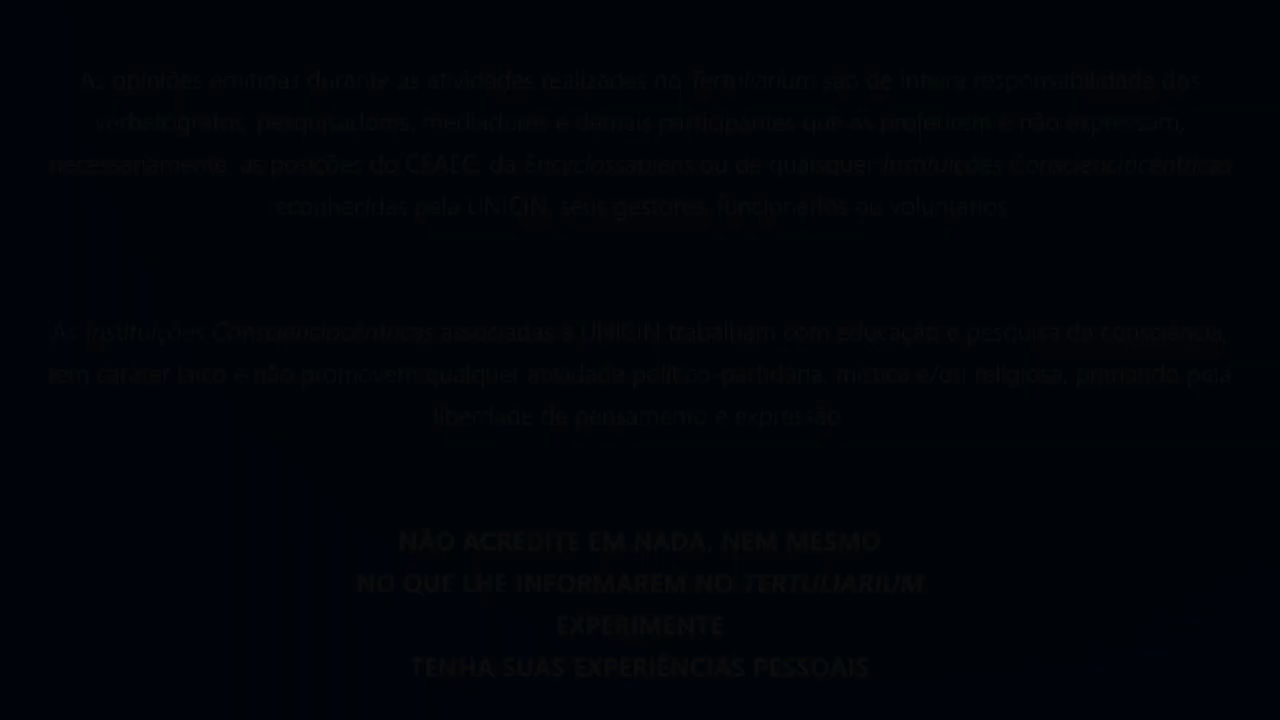 As opiniões emitidas durante as atividades realizadas no Tertuliarium são de inteira responsabilidade dos
verbetógrafos, pesquisadores, mediadores e demais participantes que as proferirem e não expressam,
necessariamente, as posições do CEAEC, da Encyclossapiens ou de quaisquer Instituições Conscienciocêntricas
reconhecidas pela UNICIN, seus gestores, funcionários ou voluntários.
As Instituições Conscienciocêntricas associadas à UNICIN trabalham com educação e pesquisa da consciência,
tem caráter laico e não promovem qualquer atividade político-partidária, mística e/ou religiosa, primando pela
liberdade de pensamento e expressão.
NÃO ACREDITE EM NADA, NEM MESMO
NO QUE LHE INFORMAREM NO TERTULIARIUM
EXPERIMENTE
TENHA SUAS EXPERIÊNCIAS PESSOAIS